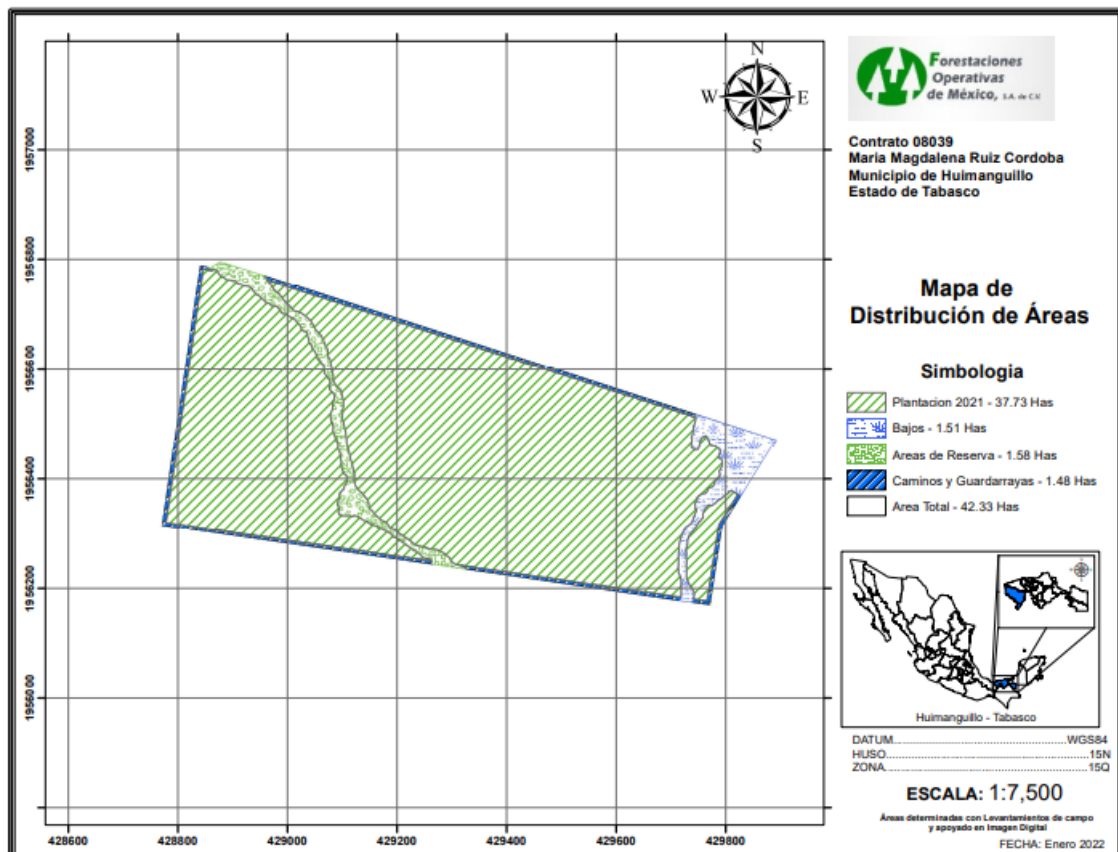 N
W E
S
Forestaciones
Operativas
de México, S.A. de C.V.
Contrato 08039
Maria Magdalena Ruiz Cordoba
Municipio de Huimanguillo
Estado de Tabasco
Mapa de
Distribución de Áreas
Simbologia
Plantacion 2021 - 37.73 Has
Bajos - 1.51 Has
Areas de Reserva - 1.58 Has
Caminos y Guardarrayas - 1.48 Has
Area Total - 42.33 Has
Huimanguillo - Tabasco
DATUM...WGS84
HUSO...15N
ZONA...15Q
ESCALA: 1:7,500
Áreas determinadas con Levantamientos de campo
y apoyado en Imagen Digital
FECHA: Enero 2022
1957000
1956800
1956600
1956400
1956200
1956000
428600 428800 429000 429200 429400 429600 429800